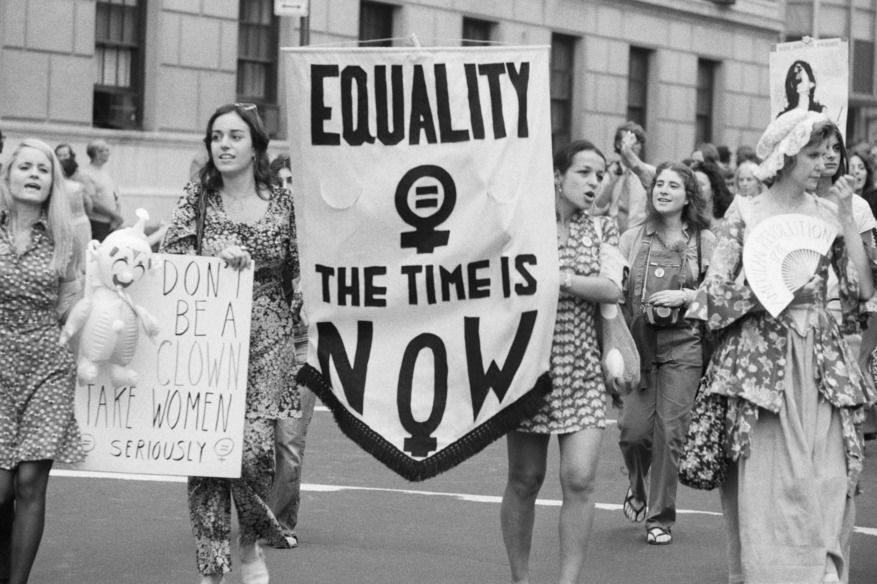 EQUALITY
THE TIME IS
NOW
DON'T
BE A
CLOWN
TAKE WOMEN
SERIOUSLY